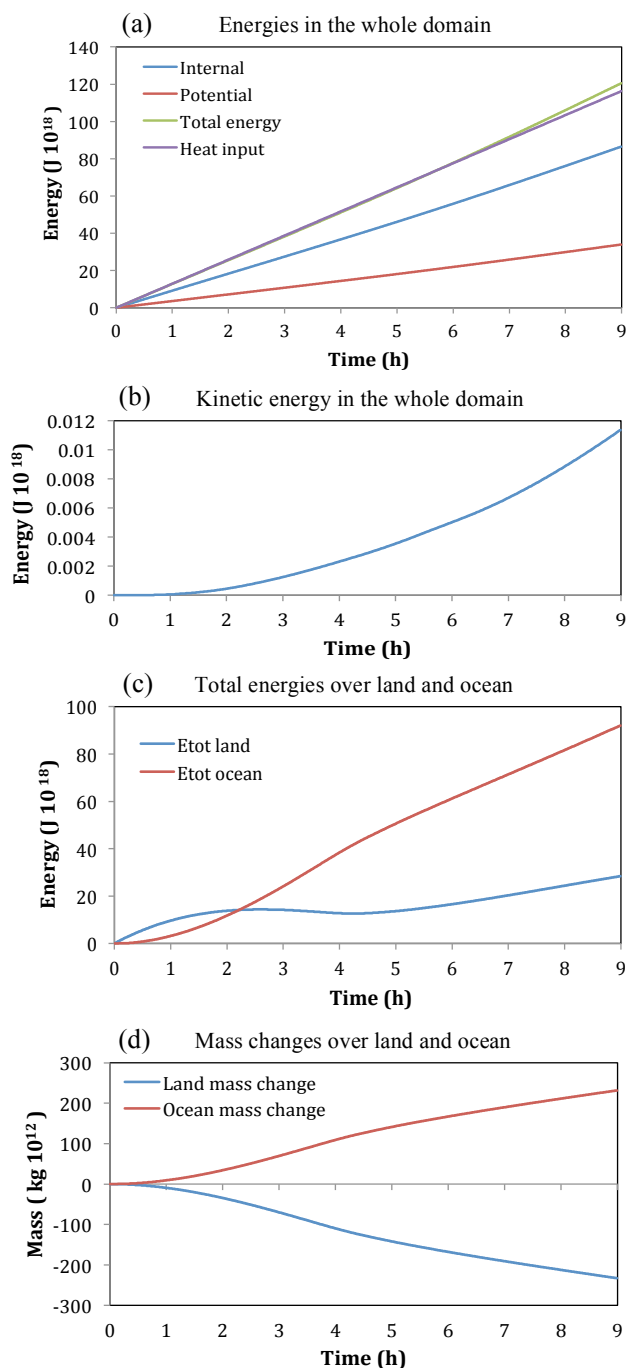 (a) Energies in the whole domain
140
120
100
80
60
40
20
0
Energy (J 10¹⁸)
Internal
Potential
Total energy
Heat input
0 1 2 3 4 5 6 7 8 9
Time (h)
(b) Kinetic energy in the whole domain
0.012
0.01
0.008
0.006
0.004
0.002
0
Energy (J 10¹⁸)
0 1 2 3 4 5 6 7 8 9
Time (h)
(c) Total energies over land and ocean
100
80
60
40
20
0
Energy (J 10¹⁸)
Etot land
Etot ocean
0 1 2 3 4 5 6 7 8 9
Time (h)
(d) Mass changes over land and ocean
300
200
100
0
-100
-200
-300
Mass ( kg 10¹²)
Land mass change
Ocean mass change
0 1 2 3 4 5 6 7 8 9
Time (h)